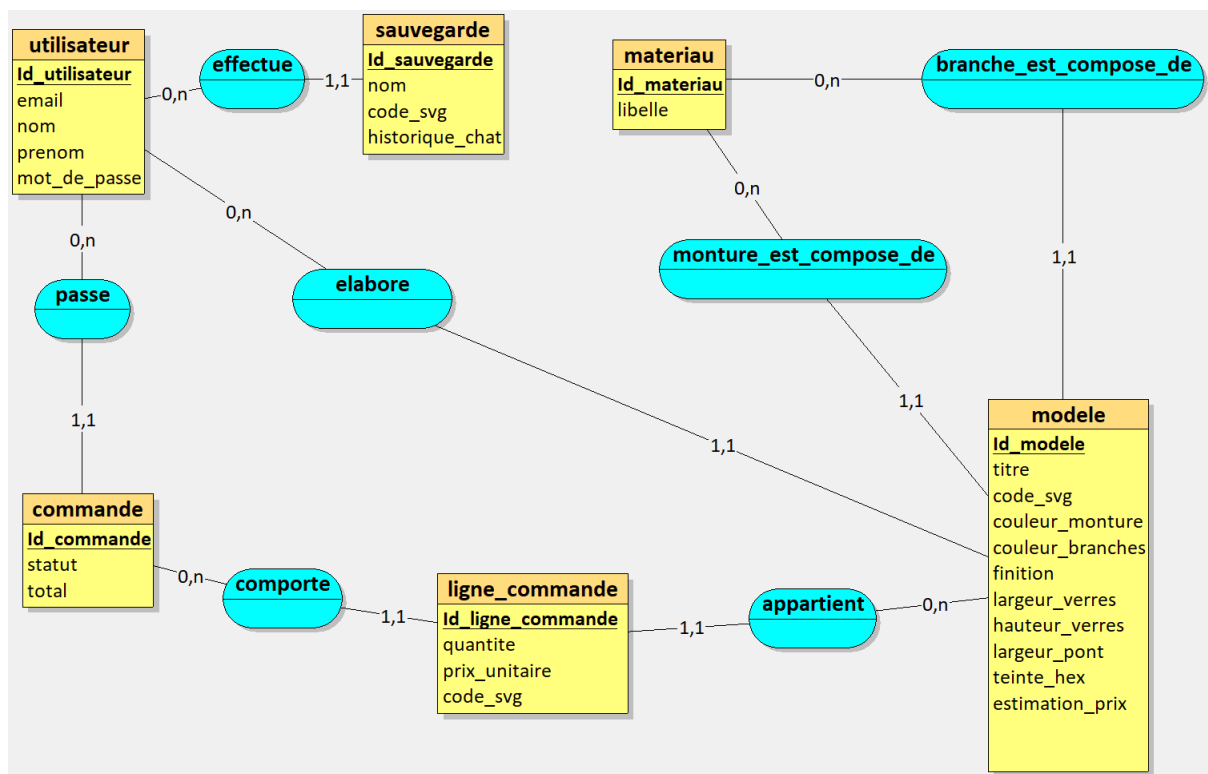 utilisateur
Id_utilisateur
email
nom
prenom
mot_de_passe
0,n
effectue
1,1
sauvegarde
Id_sauvegarde
nom
code_svg
historique_chat
materiau
Id_materiau
libelle
0,n
branche_est_compose_de
1,1
0,n
monture_est_compose_de
1,1
0,n
elabore
1,1
0,n
passe
1,1
commande
Id_commande
statut
total
0,n
comporte
1,1
ligne_commande
Id_ligne_commande
quantite
prix_unitaire
code_svg
1,1
appartient
0,n
modele
Id_modele
titre
code_svg
couleur_monture
couleur_branches
finition
largeur_verres
hauteur_verres
largeur_pont
teinte_hex
estimation_prix